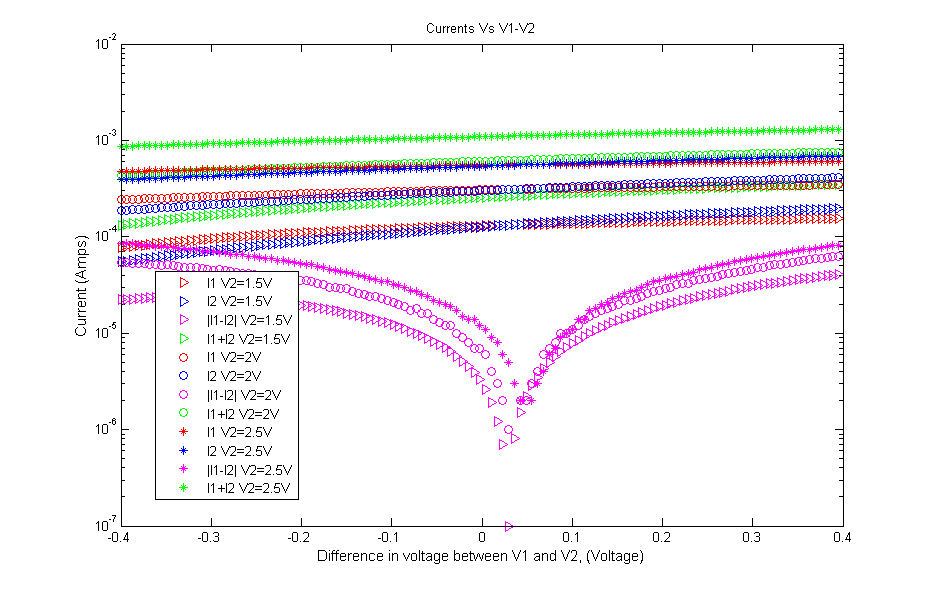 Currents Vs V1-V2
10^-2
10^-3
10^-4
10^-5
10^-6
10^-7
Current (Amps)
I1 V2=1.5V
I2 V2=1.5V
|I1-I2| V2=1.5V
I1+I2 V2=1.5V
I1 V2=2V
I2 V2=2V
|I1-I2| V2=2V
I1+I2 V2=2V
I1 V2=2.5V
I2 V2=2.5V
|I1-I2| V2=2.5V
I1+I2 V2=2.5V
-0.4 -0.3 -0.2 -0.1 0 0.1 0.2 0.3 0.4
Difference in voltage between V1 and V2, (Voltage)